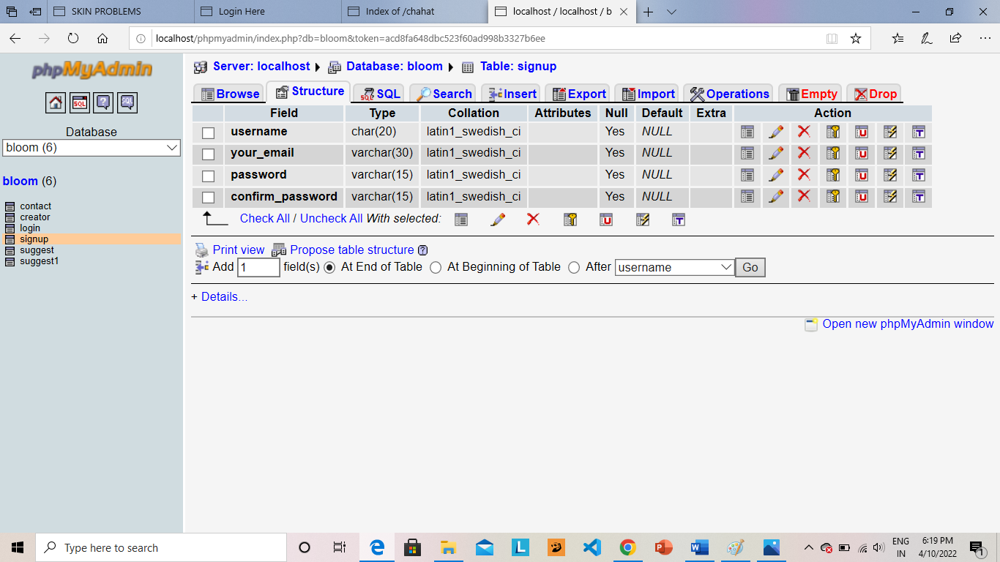 SKIN PROBLEMS
Login Here
Index of /chahat
localhost / localhost / b
localhost/phpmyadmin/index.php?db=bloom&token=acd8fa648dbc523f60ad998b3327b6ee
phpMyAdmin
SQL
SQL
Database
bloom (6)
bloom (6)
contact
creator
login
signup
suggest
suggest1
Server: localhost Database: bloom Table: signup
Browse Structure SQL Search Insert Export Import Operations Empty Drop
Field Type Collation Attributes Null Default Extra Action
username char(20) latin1_swedish_ci Yes NULL
your_email varchar(30) latin1_swedish_ci Yes NULL
password varchar(15) latin1_swedish_ci Yes NULL
confirm_password varchar(15) latin1_swedish_ci Yes NULL
Check All / Uncheck All With selected:
Print view Propose table structure
Add 1 field(s) At End of Table At Beginning of Table After username Go
+ Details...
Open new phpMyAdmin window
Type here to search
ENG
IN
6:19 PM
4/10/2022
1